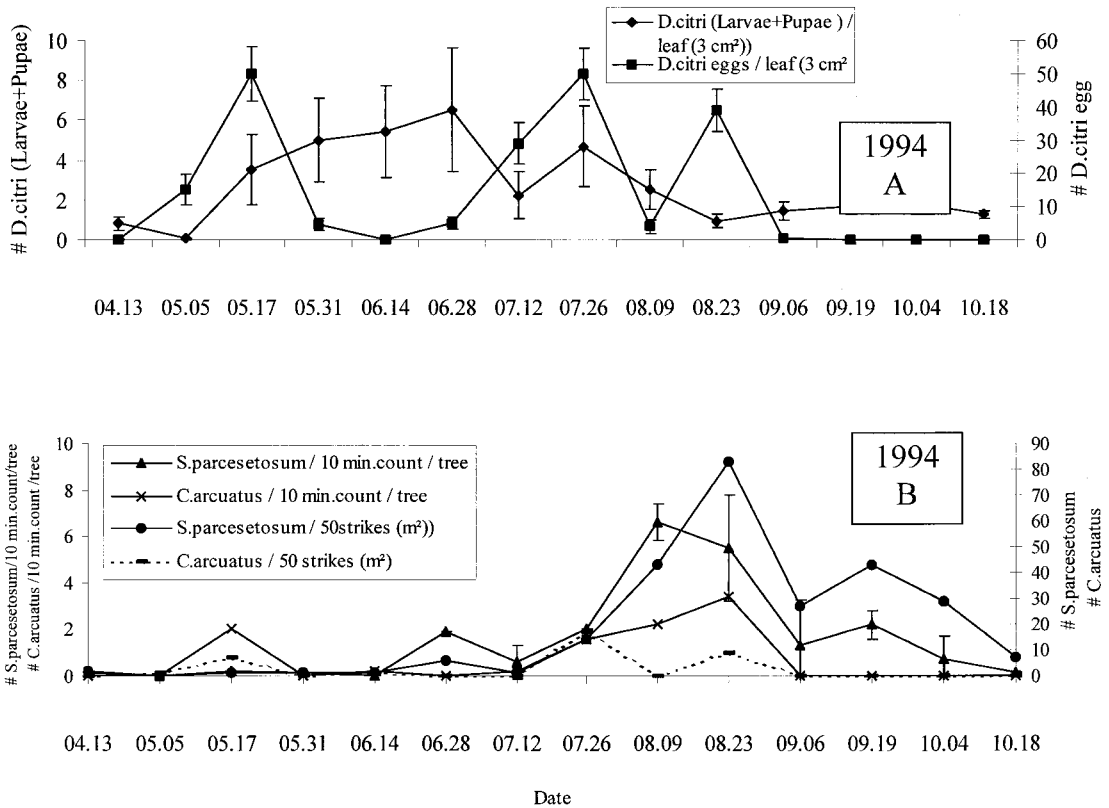 D.citri (Larvae+Pupae ) /
leaf (3 cm²))
D.citri eggs / leaf (3 cm²
# D.citri (Larvae+Pupae)
10
8
6
4
2
0
60
50
40
30
20
10
0
# D.citri egg
1994
A
04.13 05.05 05.17 05.31 06.14 06.28 07.12 07.26 08.09 08.23 09.06 09.19 10.04 10.18
# S.parcesetosum/10 min.count/tree
# C.arcuatus /10 min.count /tree
10
8
6
4
2
0
S.parcesetosum / 10 min.count / tree
C.arcuatus / 10 min.count / tree
S.parcesetosum / 50strikes (m²))
C.arcuatus / 50 strikes (m²)
1994
B
90
80
70
60
50
40
30
20
10
0
# S.parcesetosum
# C.arcuatus
04.13 05.05 05.17 05.31 06.14 06.28 07.12 07.26 08.09 08.23 09.06 09.19 10.04 10.18
Date